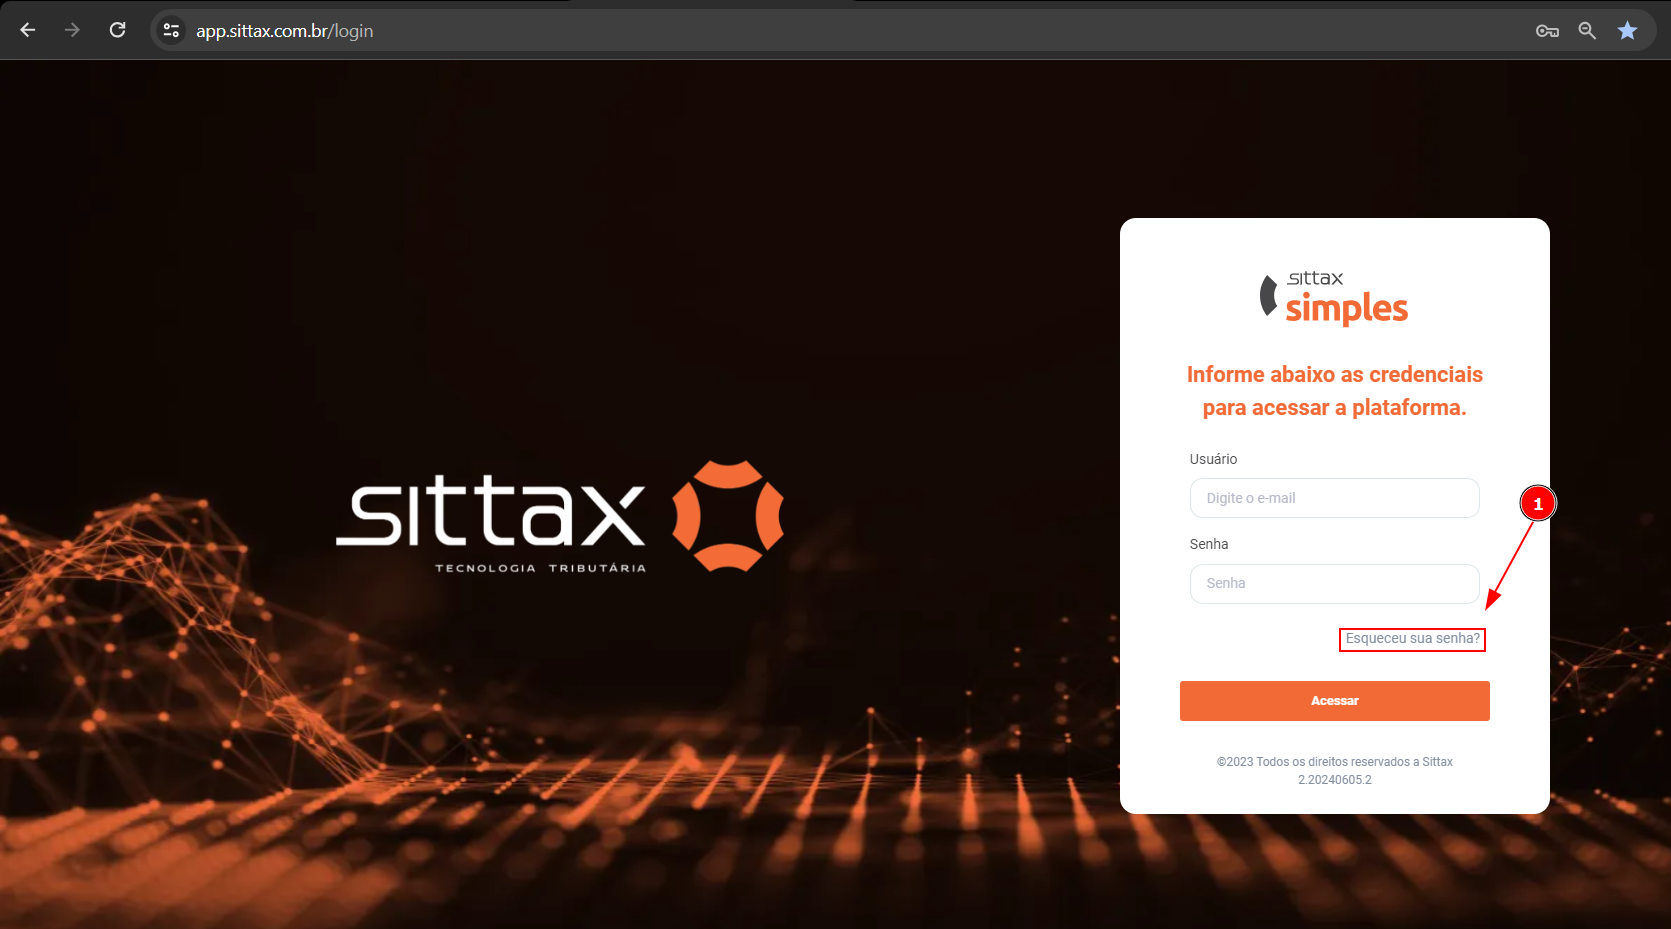 app.sittax.com.br/login
sittax
simples
Informe abaixo as credenciais
para acessar a plataforma.
Usuário
Digite o e-mail
1
Senha
Senha
Esqueceu sua senha?
Acessar
©2023 Todos os direitos reservados a Sittax
2.20240605.2
sittax
TECNOLOGIA TRIBUTÁRIA